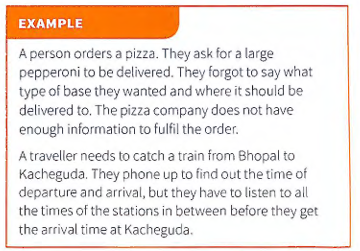 EXAMPLE
A person orders a pizza. They ask for a large
pepperoni to be delivered. They forgot to say what
type of base they wanted and where it should be
delivered to. The pizza company does not have
enough information to fulfil the order.
A traveller needs to catch a train from Bhopal to
Kacheguda. They phone up to find out the time of
departure and arrival, but they have to listen to all
the times of the stations in between before they get
the arrival time at Kacheguda.